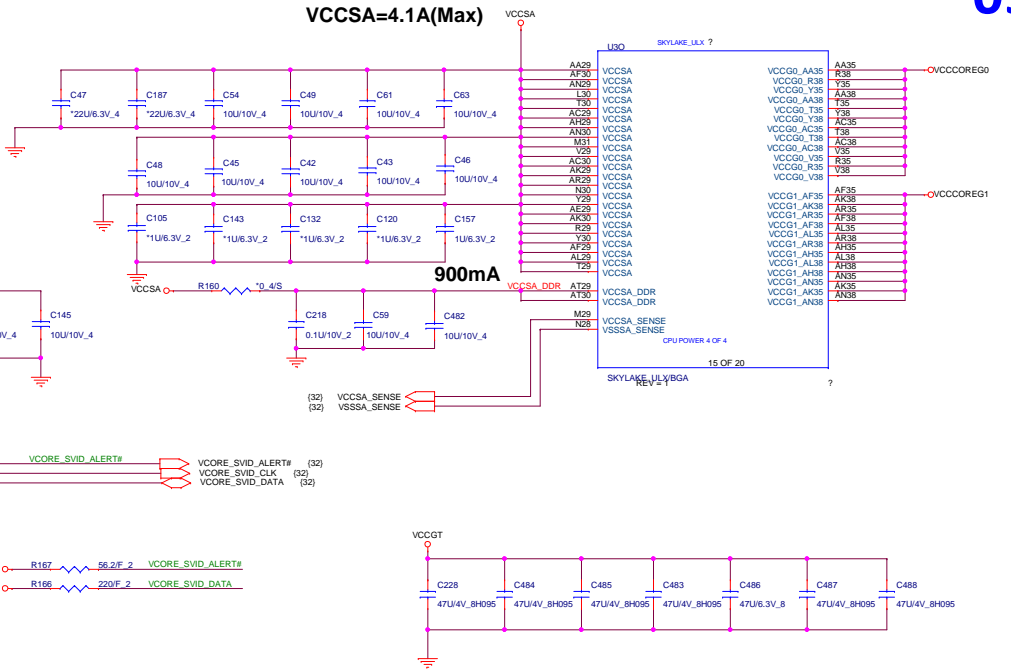 VCCSA=4.1A(Max)
VCCSA
U3O
SKYLAKE_ULX ?
C47
*22U/6.3V_4
C187
*22U/6.3V_4
C54
10U/10V_4
C49
10U/10V_4
C61
10U/10V_4
C63
10U/10V_4
C48
10U/10V_4
C45
10U/10V_4
C42
10U/10V_4
C43
10U/10V_4
C46
10U/10V_4
C105
*1U/6.3V_2
C143
*1U/6.3V_2
C132
*1U/6.3V_2
C120
*1U/6.3V_2
C157
1U/6.3V_2
AA29 VCCSA
AF30 VCCSA
AN29 VCCSA
L30 VCCSA
T30 VCCSA
AC29 VCCSA
AH29 VCCSA
AN30 VCCSA
M31 VCCSA
V29 VCCSA
AC30 VCCSA
AK29 VCCSA
AR29 VCCSA
N30 VCCSA
Y29 VCCSA
AE29 VCCSA
AK30 VCCSA
R29 VCCSA
Y30 VCCSA
AF29 VCCSA
AL29 VCCSA
T29 VCCSA
AT29 VCCSA_DDR
AT30 VCCSA_DDR
M29 VCCSA_SENSE
N28 VSSSA_SENSE
VCCG0_AA35 AA35
VCCG0_R38 R38
VCCG0_Y35 Y35
VCCG0_AA38 AA38
VCCG0_T35 T35
VCCG0_Y38 Y38
VCCG0_AC35 AC35
VCCG0_T38 T38
VCCG0_AC38 AC38
VCCG0_V35 V35
VCCG0_R35 R35
VCCG0_V38 V38
VCCCOREG0
VCCG1_AF35 AF35
VCCG1_AK38 AK38
VCCG1_AR35 AR35
VCCG1_AF38 AF38
VCCG1_AL35 AL35
VCCG1_AR38 AR38
VCCG1_AH35 AH35
VCCG1_AL38 AL38
VCCG1_AH38 AH38
VCCG1_AN35 AN35
VCCG1_AK35 AK35
VCCG1_AN38 AN38
VCCCOREG1
CPU POWER 4 OF 4
15 OF 20
SKYLAKE_ULX/BGA
REV = 1
?
900mA
VCCSA
R160
*0_4/S
VCCSA_DDR
C145
10U/10V_4
C218
0.1U/10V_2
C59
10U/10V_4
C482
10U/10V_4
{32} VCCSA_SENSE
{32} VSSSA_SENSE
VCORE_SVID_ALERT#
VCORE_SVID_ALERT# {32}
VCORE_SVID_CLK {32}
VCORE_SVID_DATA {32}
R167 56.2/F_2 VCORE_SVID_ALERT#
R166 220/F_2 VCORE_SVID_DATA
VCCGT
C228
47U/4V_8H095
C484
47U/4V_8H095
C485
47U/4V_8H095
C483
47U/4V_8H095
C486
47U/6.3V_8
C487
47U/4V_8H095
C488
47U/4V_8H095